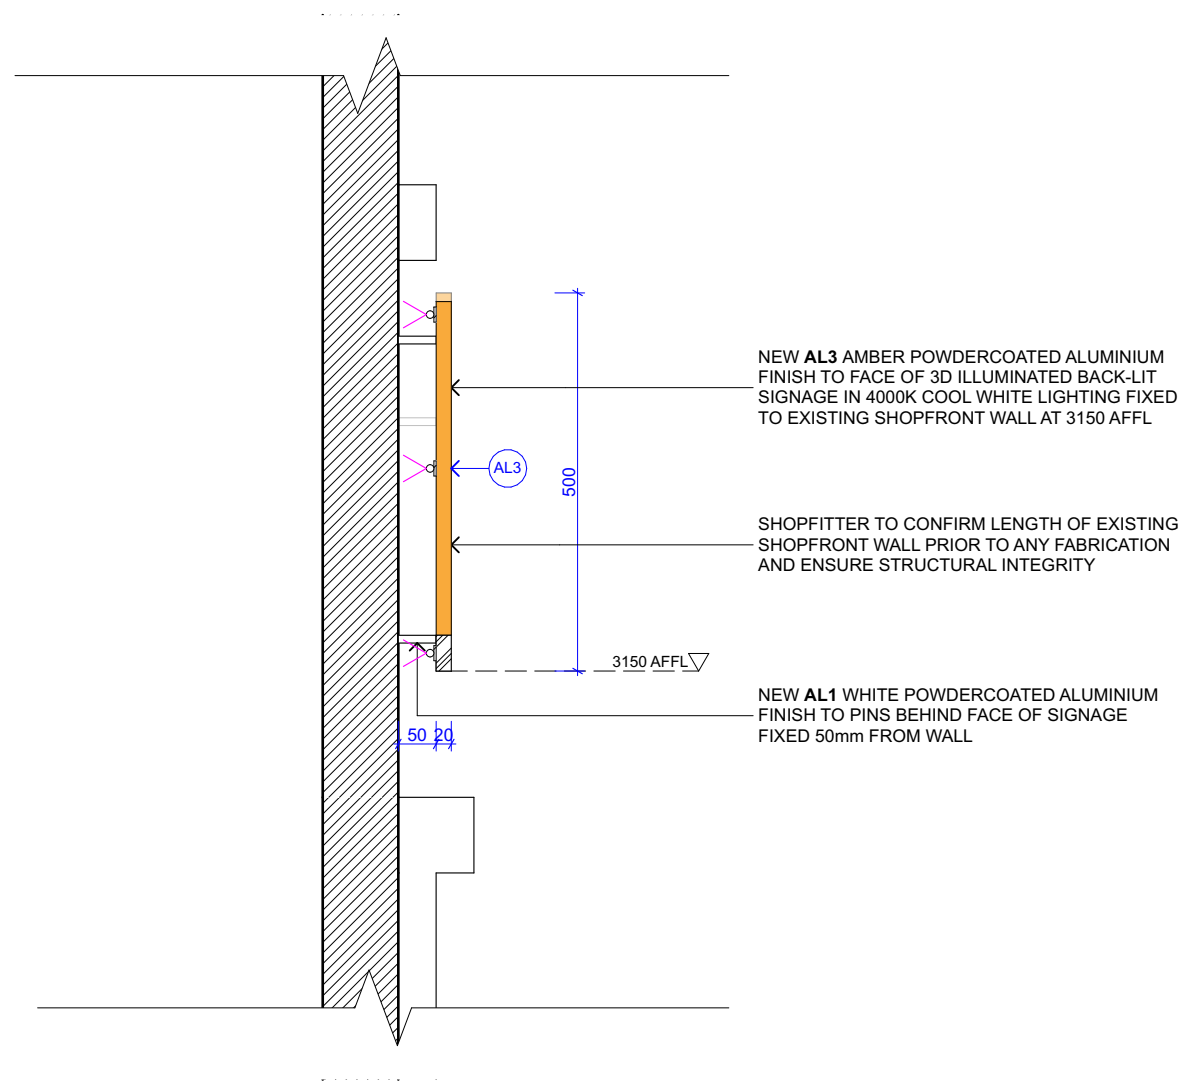 NEW AL3 AMBER POWDERCOATED ALUMINIUM
FINISH TO FACE OF 3D ILLUMINATED BACK-LIT
SIGNAGE IN 4000K COOL WHITE LIGHTING FIXED
TO EXISTING SHOPFRONT WALL AT 3150 AFFL
AL3
500
SHOPFITTER TO CONFIRM LENGTH OF EXISTING
SHOPFRONT WALL PRIOR TO ANY FABRICATION
AND ENSURE STRUCTURAL INTEGRITY
3150 AFFL
NEW AL1 WHITE POWDERCOATED ALUMINIUM
FINISH TO PINS BEHIND FACE OF SIGNAGE
FIXED 50mm FROM WALL
50 20